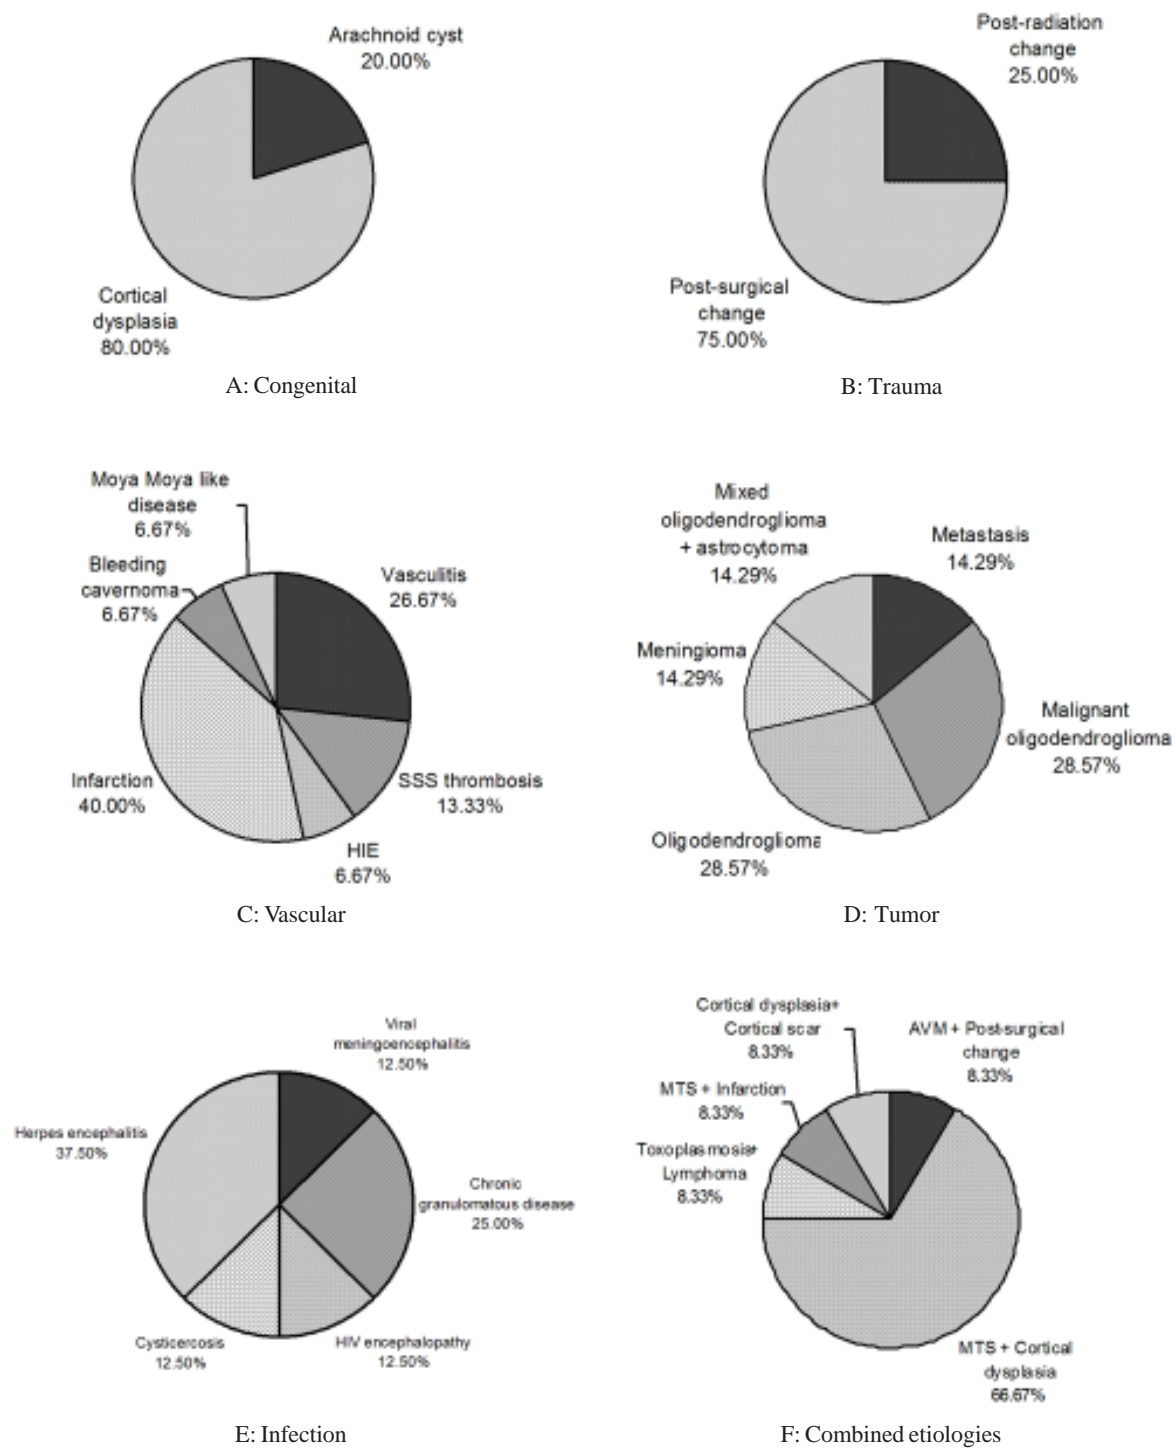 Arachnoid cyst
20.00%
Cortical
dysplasia
80.00%
A: Congenital
Post-radiation
change
25.00%
Post-surgical
change
75.00%
B: Trauma
Moya Moya like
disease
6.67%
Bleeding
cavernoma
6.67%
Vasculitis
26.67%
Infarction
40.00%
SSS thrombosis
13.33%
HIE
6.67%
C: Vascular
Mixed
oligodendroglioma
+ astrocytoma
14.29%
Metastasis
14.29%
Meningioma
14.29%
Malignant
oligodendroglioma
28.57%
Oligodendroglioma
28.57%
D: Tumor
Viral
meningoencephalitis
12.50%
Herpes encephalitis
37.50%
Chronic
granulomatous disease
25.00%
Cysticercosis
12.50%
HIV encephalopathy
12.50%
E: Infection
Cortical dysplasia+
Cortical scar
8.33%
AVM + Post-surgical
change
8.33%
MTS + Infarction
8.33%
Toxoplasmosis+
Lymphoma
8.33%
MTS + Cortical
dysplasia
66.67%
F: Combined etiologies